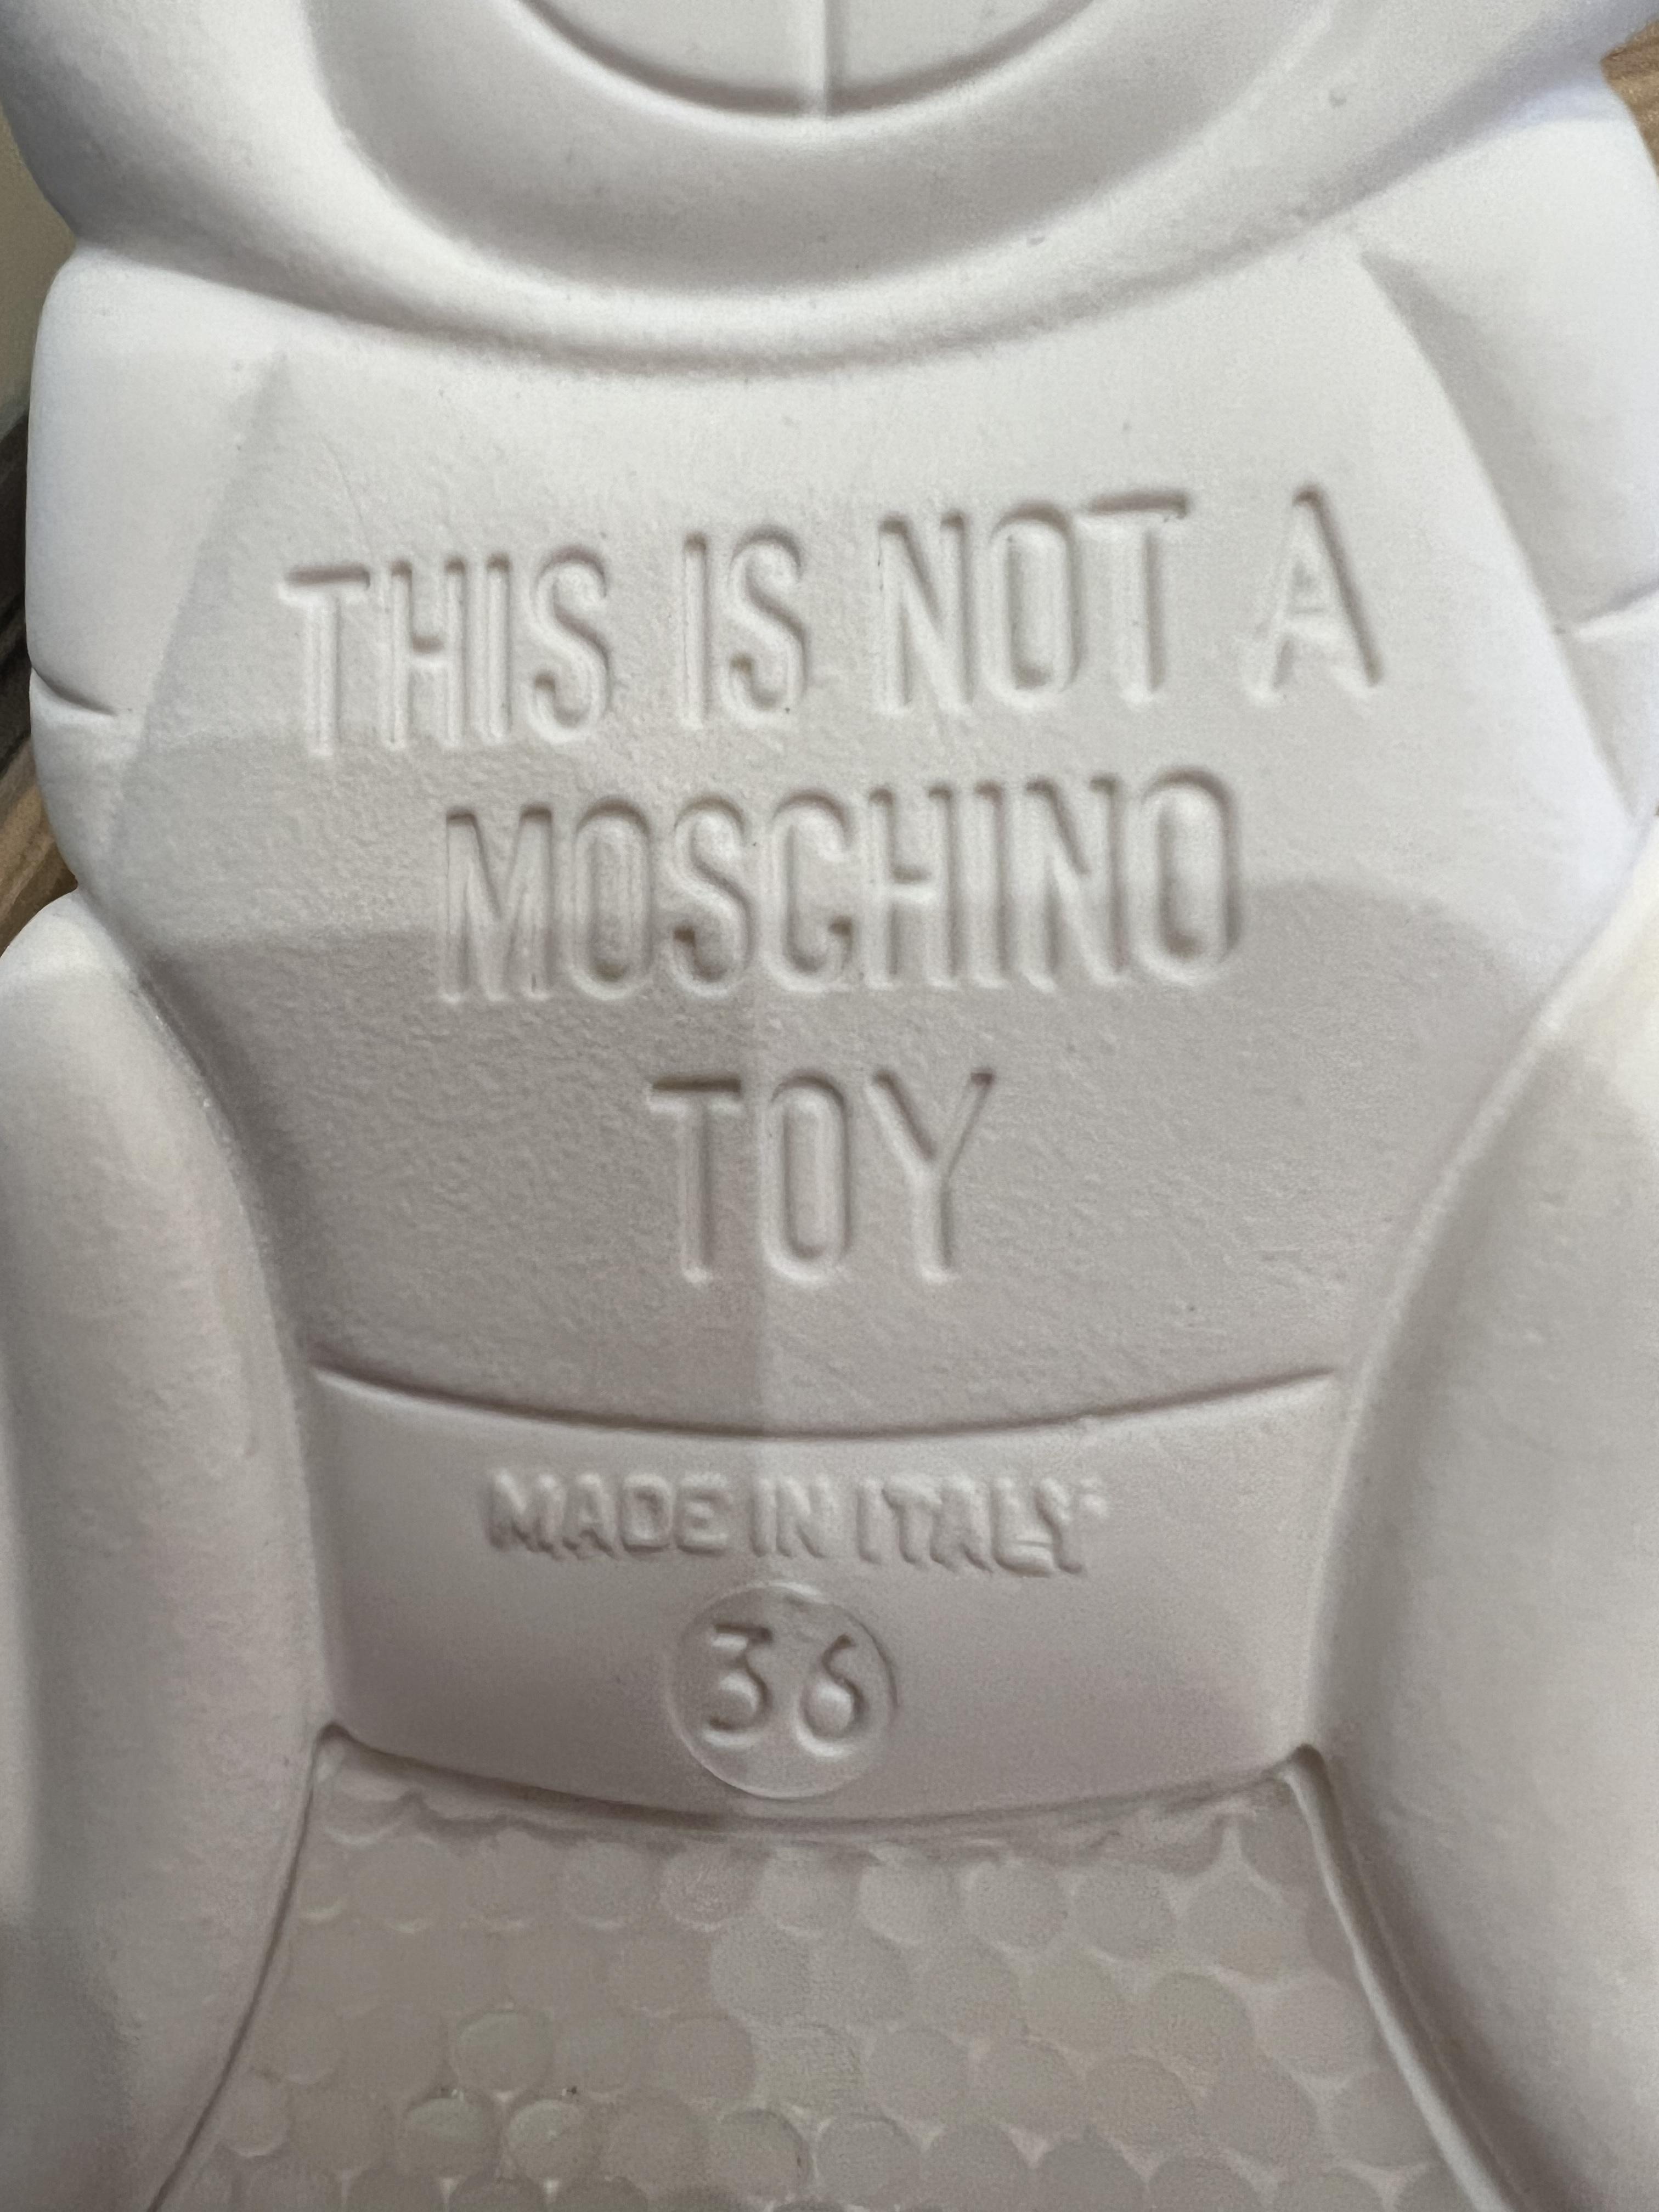 THIS IS NOT A
MOSCHINO
TOY
MADE IN ITALY
36